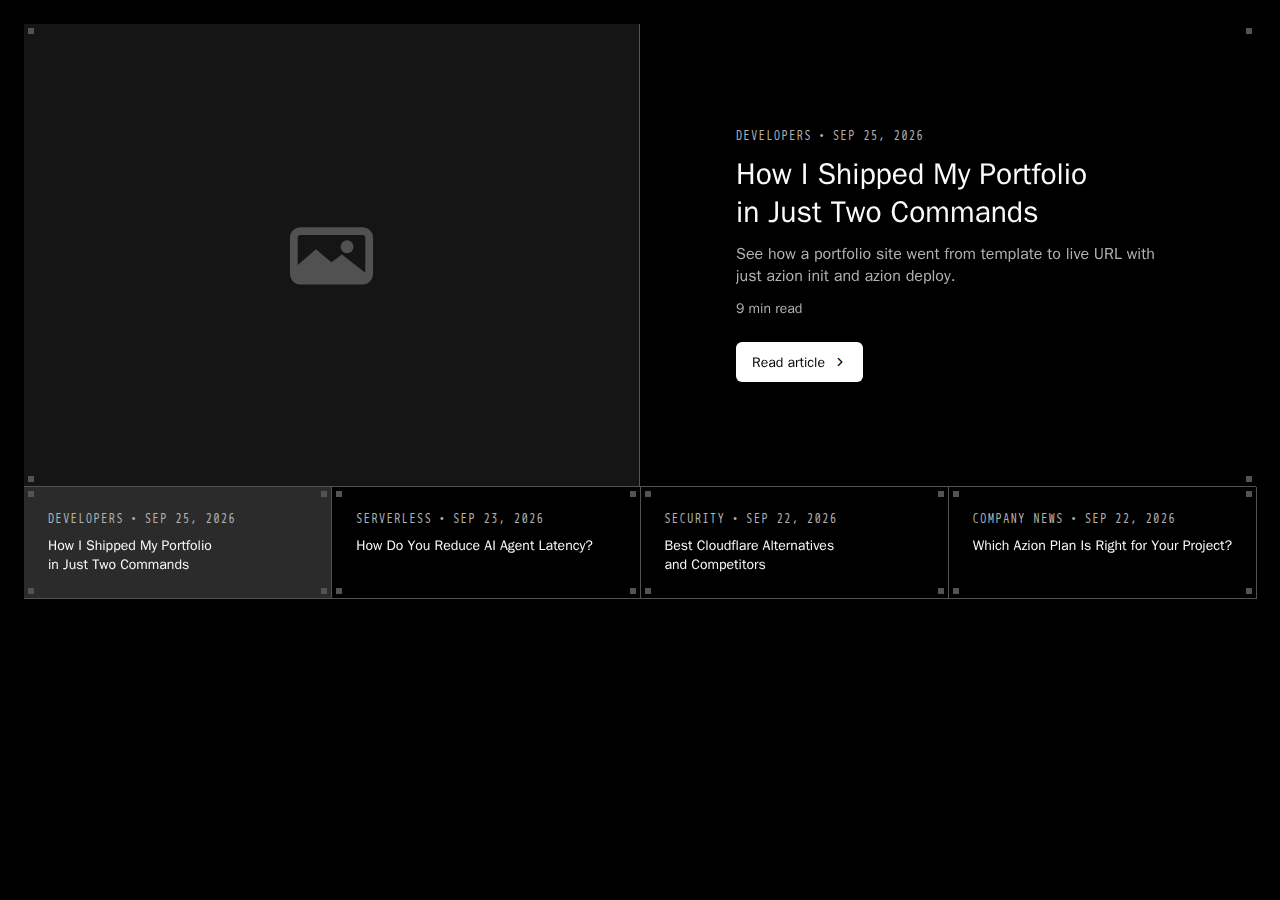 DEVELOPERS • SEP 25, 2026
How I Shipped My Portfolio
in Just Two Commands
See how a portfolio site went from template to live URL with
just azion init and azion deploy.
9 min read
Read article
DEVELOPERS • SEP 25, 2026
How I Shipped My Portfolio
in Just Two Commands
SERVERLESS • SEP 23, 2026
How Do You Reduce AI Agent Latency?
SECURITY • SEP 22, 2026
Best Cloudflare Alternatives
and Competitors
COMPANY NEWS • SEP 22, 2026
Which Azion Plan Is Right for Your Project?